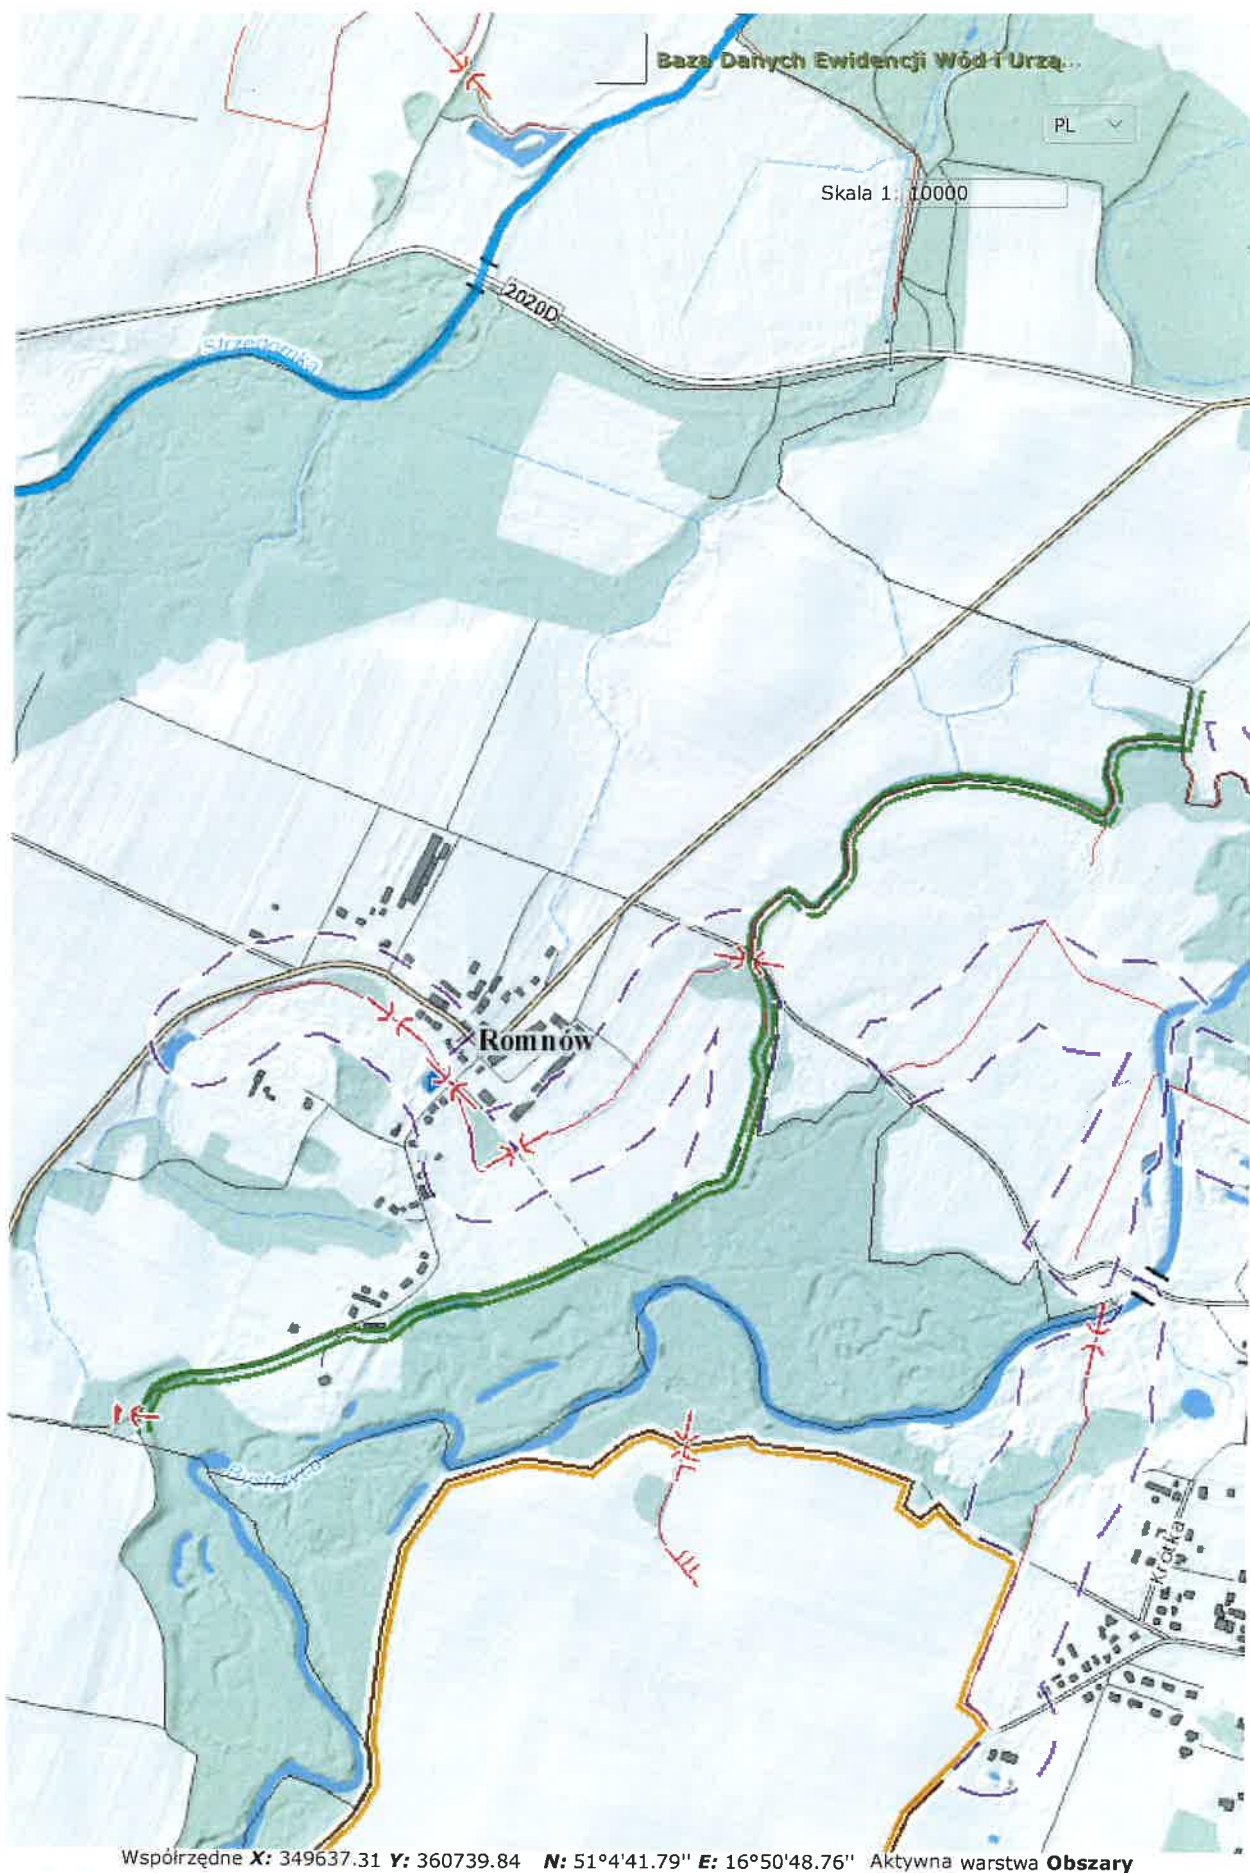 Baza Danych Ewidencji Wód i Urzą...
PL
Skala 1: 10000
2020D
Strzegomka
Romnów
Bystrzyca
Krótka
Współrzędne X: 349637.31 Y: 360739.84 N: 51°4'41.79'' E: 16°50'48.76'' Aktywna warstwa Obszary